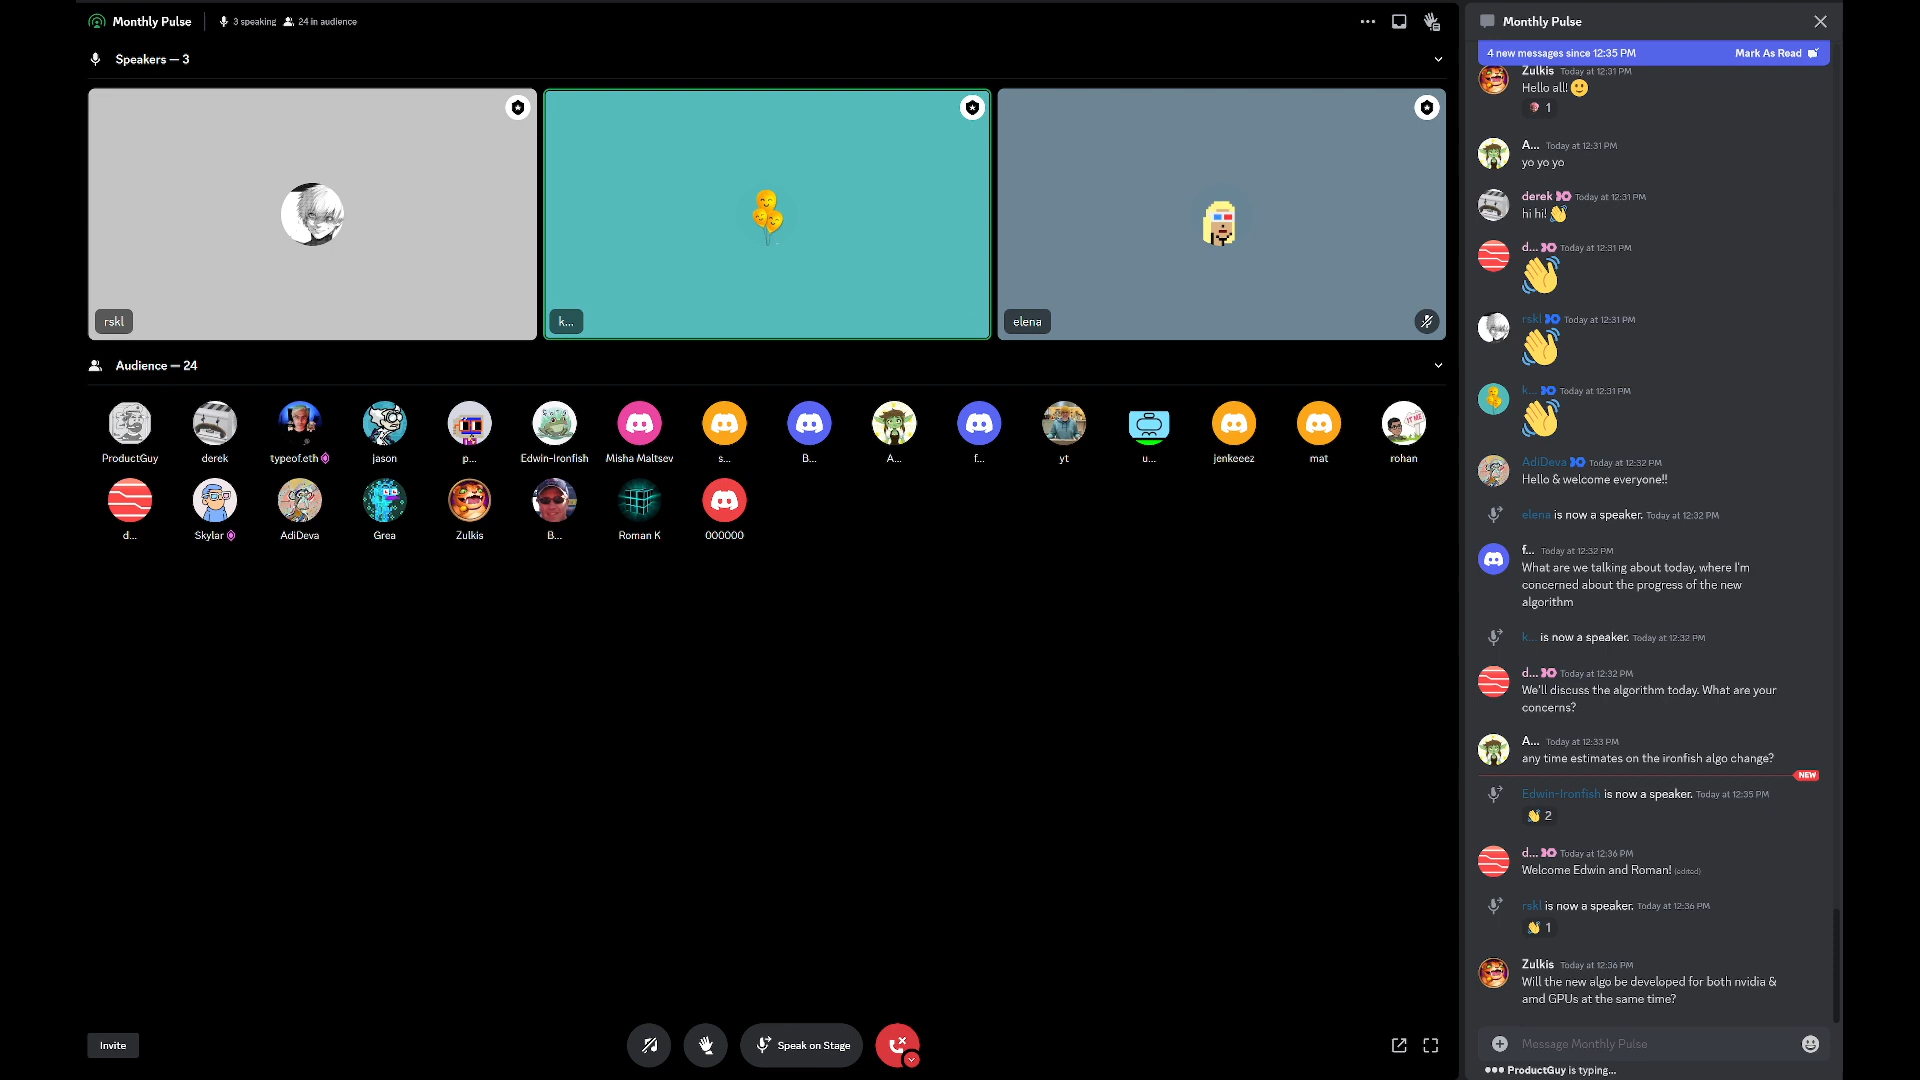 Monthly Pulse
3 speaking
24 in audience
Speakers — 3
rskl
k...
elena
Audience — 24
ProductGuy
derek
typeof.eth
jason
p...
Edwin-Ironfish
Misha Maltsev
s...
B...
A...
f...
yt
u...
jenkeeez
mat
rohan
d...
Skylar
AdiDeva
Grea
Zulkis
B...
Roman K
000000
Invite
Speak on Stage
Monthly Pulse
4 new messages since 12:35 PM
Mark As Read
Zulkis Today at 12:31 PM
Hello all!
1
A... Today at 12:31 PM
yo yo yo
derek Today at 12:31 PM
hi hi!
d... Today at 12:31 PM
rskl Today at 12:31 PM
k... Today at 12:31 PM
AdiDeva Today at 12:32 PM
Hello & welcome everyone!!
elena is now a speaker. Today at 12:32 PM
f... Today at 12:32 PM
What are we talking about today, where I'm
concerned about the progress of the new
algorithm
k... is now a speaker. Today at 12:32 PM
d... Today at 12:32 PM
We'll discuss the algorithm today. What are your
concerns?
A... Today at 12:33 PM
any time estimates on the ironfish algo change?
NEW
Edwin-Ironfish is now a speaker. Today at 12:35 PM
2
d... Today at 12:36 PM
Welcome Edwin and Roman! (edited)
rskl is now a speaker. Today at 12:36 PM
1
Zulkis Today at 12:36 PM
Will the new algo be developed for both nvidia &
amd GPUs at the same time?
Message Monthly Pulse
ProductGuy is typing...